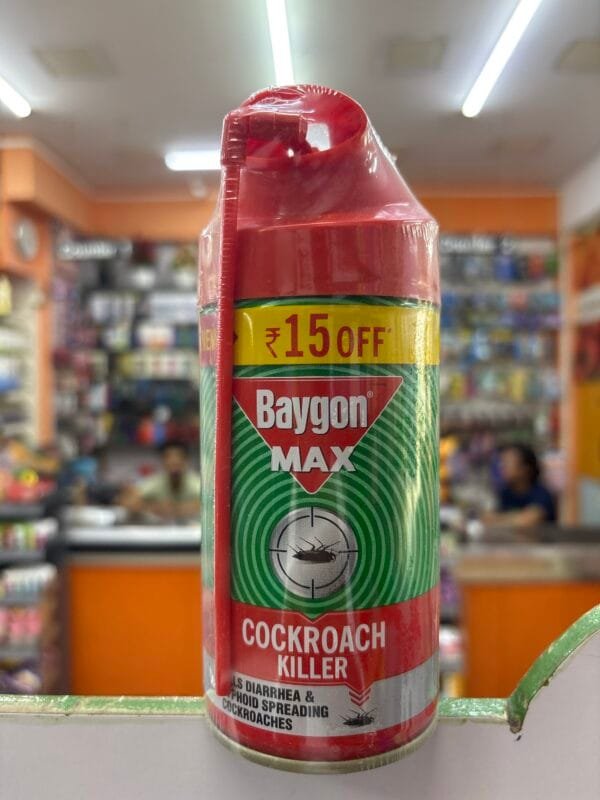 ₹15 OFF*
Baygon®
MAX
COCKROACH
KILLER
DIARRHEA &
SPREADING
COCKROACHES